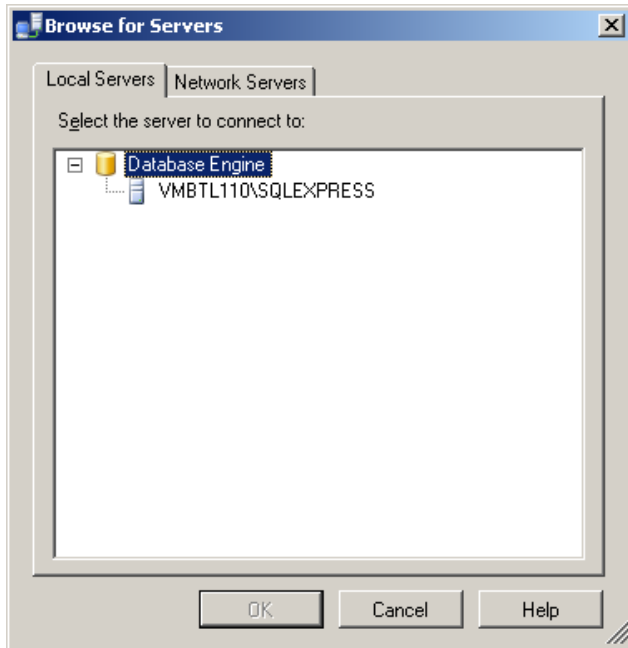 Browse for Servers
Local Servers Network Servers
Select the server to connect to:
Database Engine
VMBTL110\SQLEXPRESS
OK Cancel Help